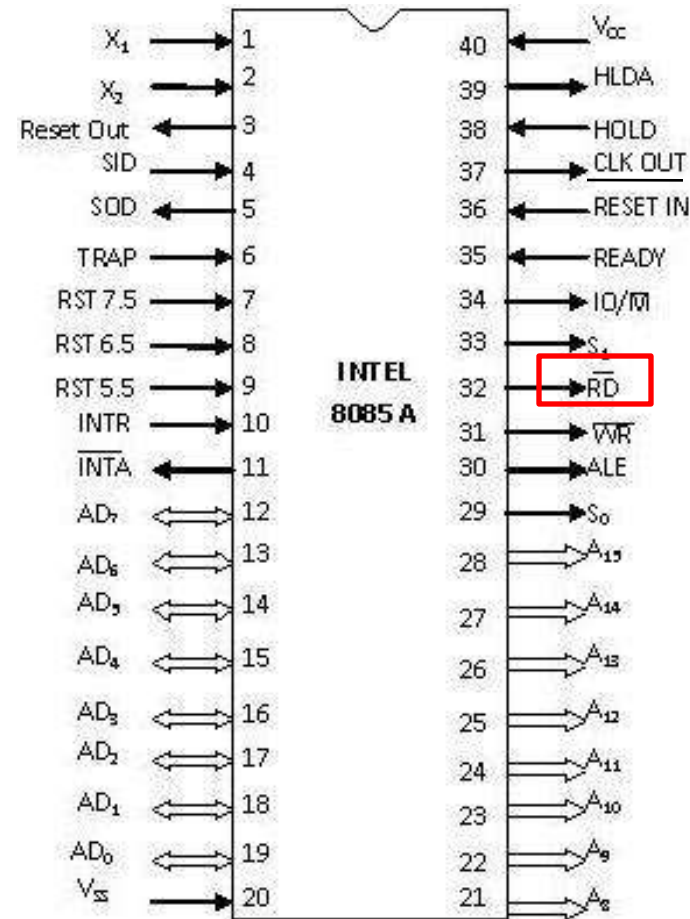 X₁ 1 40 Vcc
X₂ 2 39 HLDA
Reset Out 3 38 HOLD
SID 4 37 CLK OUT
SOD 5 36 RESET IN
TRAP 6 35 READY
RST 7.5 7 34 IO/M̅
RST 6.5 8 33 S₁
RST 5.5 9 INTEL 32 R̅D̅
INTR 10 8085 A 31 W̅R̅
I̅N̅T̅A̅ 11 30 ALE
AD₇ 12 29 S₀
AD₆ 13 28 A₁₅
AD₅ 14 27 A₁₄
AD₄ 15 26 A₁₃
AD₃ 16 25 A₁₂
AD₂ 17 24 A₁₁
AD₁ 18 23 A₁₀
AD₀ 19 22 A₉
Vss 20 21 A₈